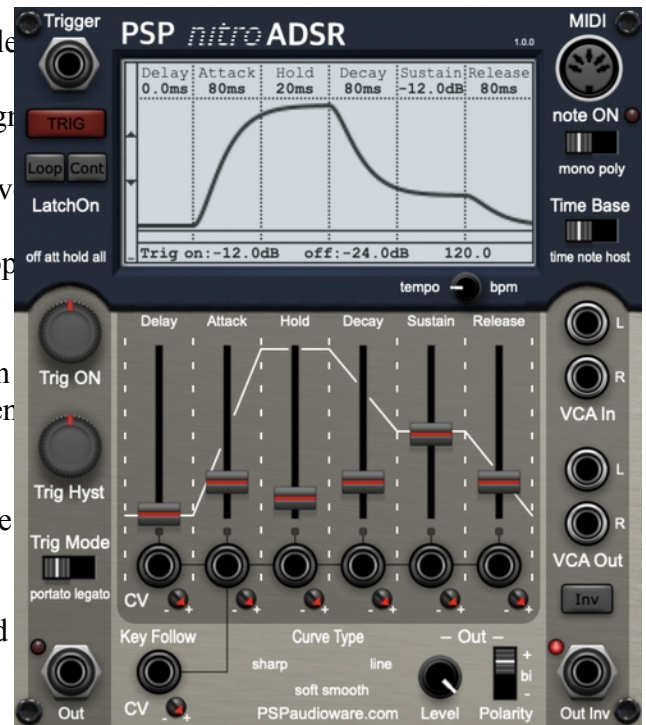 Trigger
PSP nitro ADSR
1.0.0
MIDI
Delay Attack Hold Decay Sustain Release
0.0ms 80ms 20ms 80ms -12.0dB 80ms
TRIG
note ON
Loop Cont
mono poly
LatchOn
Time Base
off att hold all
Trig on:-12.0dB off:-24.0dB 120.0
time note host
tempo bpm
Delay Attack Hold Decay Sustain Release
L
Trig ON
R
VCA In
Trig Hyst
L
R
Trig Mode
VCA Out
portato legato
CV - + - + - + - + - + - +
Inv
Key Follow
Curve Type
- Out -
sharp line
+
bi
-
soft smooth
Out
CV - +
PSPaudioware.com
Level
Polarity
Out Inv